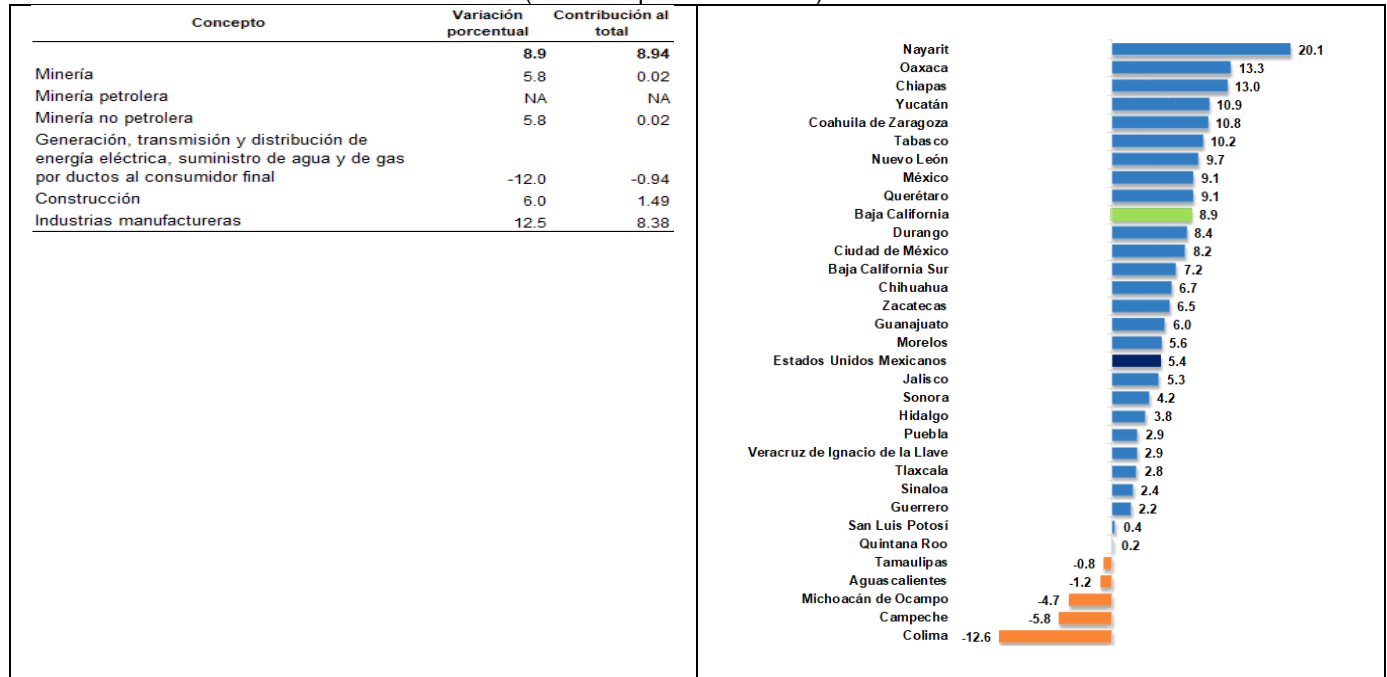 Concepto
Variación porcentual
Contribución al total
8.9 8.94
Minería 5.8 0.02
Minería petrolera NA NA
Minería no petrolera 5.8 0.02
Generación, transmisión y distribución de
energía eléctrica, suministro de agua y de gas
por ductos al consumidor final -12.0 -0.94
Construcción 6.0 1.49
Industrias manufactureras 12.5 8.38
Nayarit 20.1
Oaxaca 13.3
Chiapas 13.0
Yucatán 10.9
Coahuila de Zaragoza 10.8
Tabasco 10.2
Nuevo León 9.7
México 9.1
Querétaro 9.1
Baja California 8.9
Durango 8.4
Ciudad de México 8.2
Baja California Sur 7.2
Chihuahua 6.7
Zacatecas 6.5
Guanajuato 6.0
Morelos 5.6
Estados Unidos Mexicanos 5.4
Jalisco 5.3
Sonora 4.2
Hidalgo 3.8
Puebla 2.9
Veracruz de Ignacio de la Llave 2.9
Tlaxcala 2.8
Sinaloa 2.4
Guerrero 2.2
San Luis Potosí 0.4
Quintana Roo 0.2
Tamaulipas -0.8
Aguascalientes -1.2
Michoacán de Ocampo -4.7
Campeche -5.8
Colima -12.6